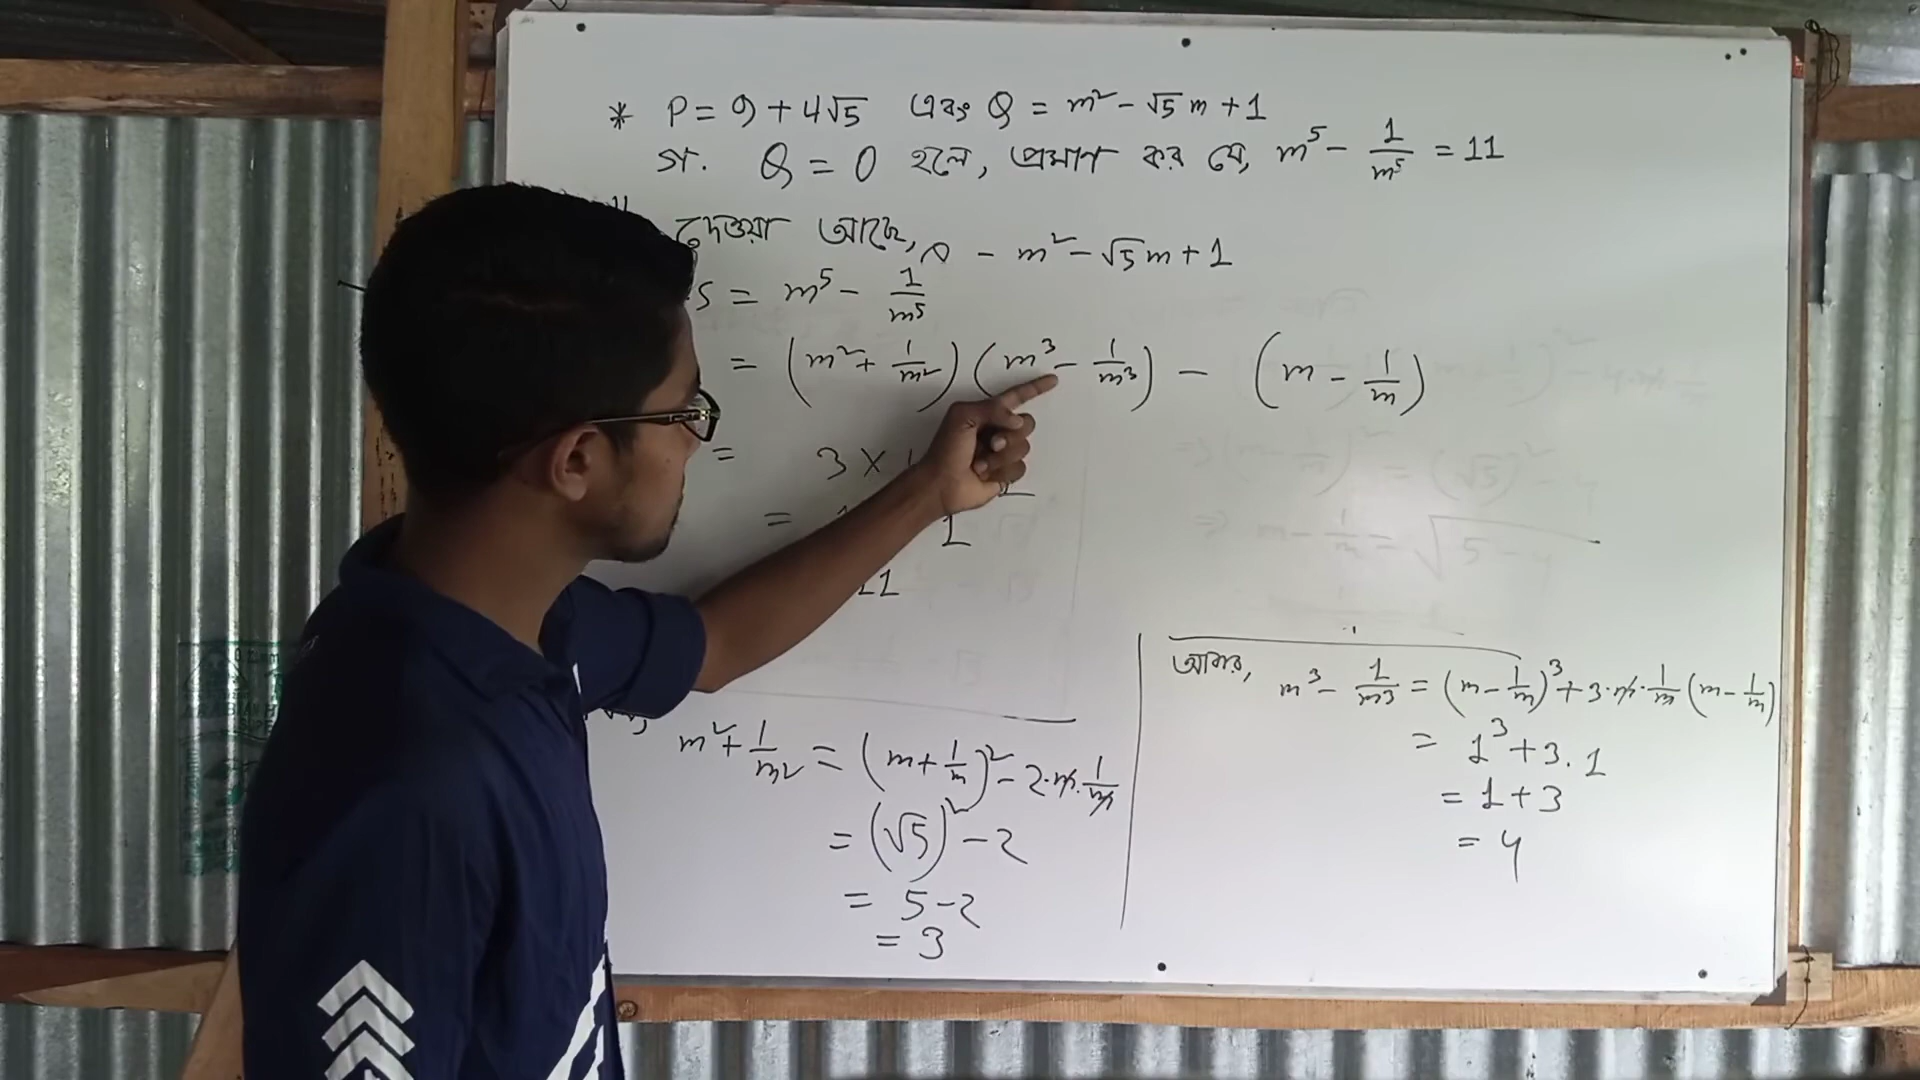 * P = 9 + 4√5 এবং Q = m² - √5 m + 1
গ. Q = 0 হলে, প্রমাণ কর যে, m⁵ - 1/m⁵ = 11
দেওয়া আছে, m² - √5 m + 1
S = m⁵ - 1/m⁵
= (m² + 1/m²) (m³ - 1/m³) - (m - 1/m)
= 3 ×
= 1
11
m² + 1/m² = (m + 1/m)² - 2·m·1/m
= (√5)² - 2
= 5 - 2
= 3
আবার, m³ - 1/m³ = (m - 1/m)³ + 3·m·1/m (m - 1/m)
= 1³ + 3.1
= 1 + 3
= 4